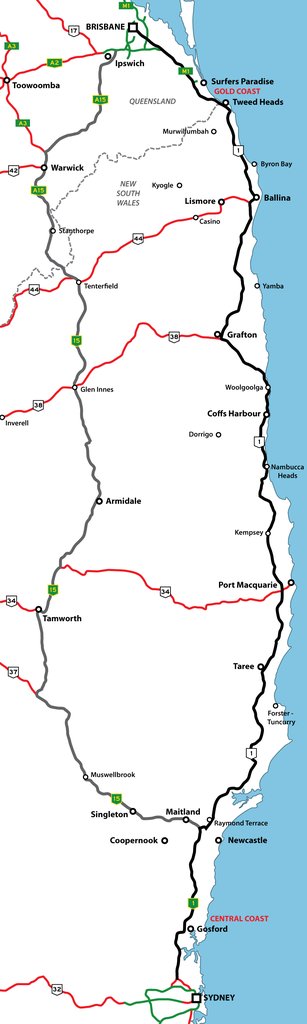 M1
17
BRISBANE
A3
A2
Ipswich
M1
Toowoomba
Surfers Paradise
GOLD COAST
A15
QUEENSLAND
Tweed Heads
A3
Murwillumbah
1
42
Warwick
Byron Bay
A15
NEW
SOUTH
WALES
Kyogle
Lismore
Ballina
Casino
Stanthorpe
44
Tenterfield
44
Yamba
15
38
Grafton
Glen Innes
Woolgoolga
38
Coffs Harbour
Inverell
Dorrigo
1
Nambucca
Heads
Armidale
Kempsey
Port Macquarie
15
34
34
Tamworth
Taree
37
Forster -
Tuncurry
1
Muswellbrook
15
Singleton
Maitland
Raymond Terrace
Coopernook
Newcastle
1
CENTRAL COAST
Gosford
32
SYDNEY